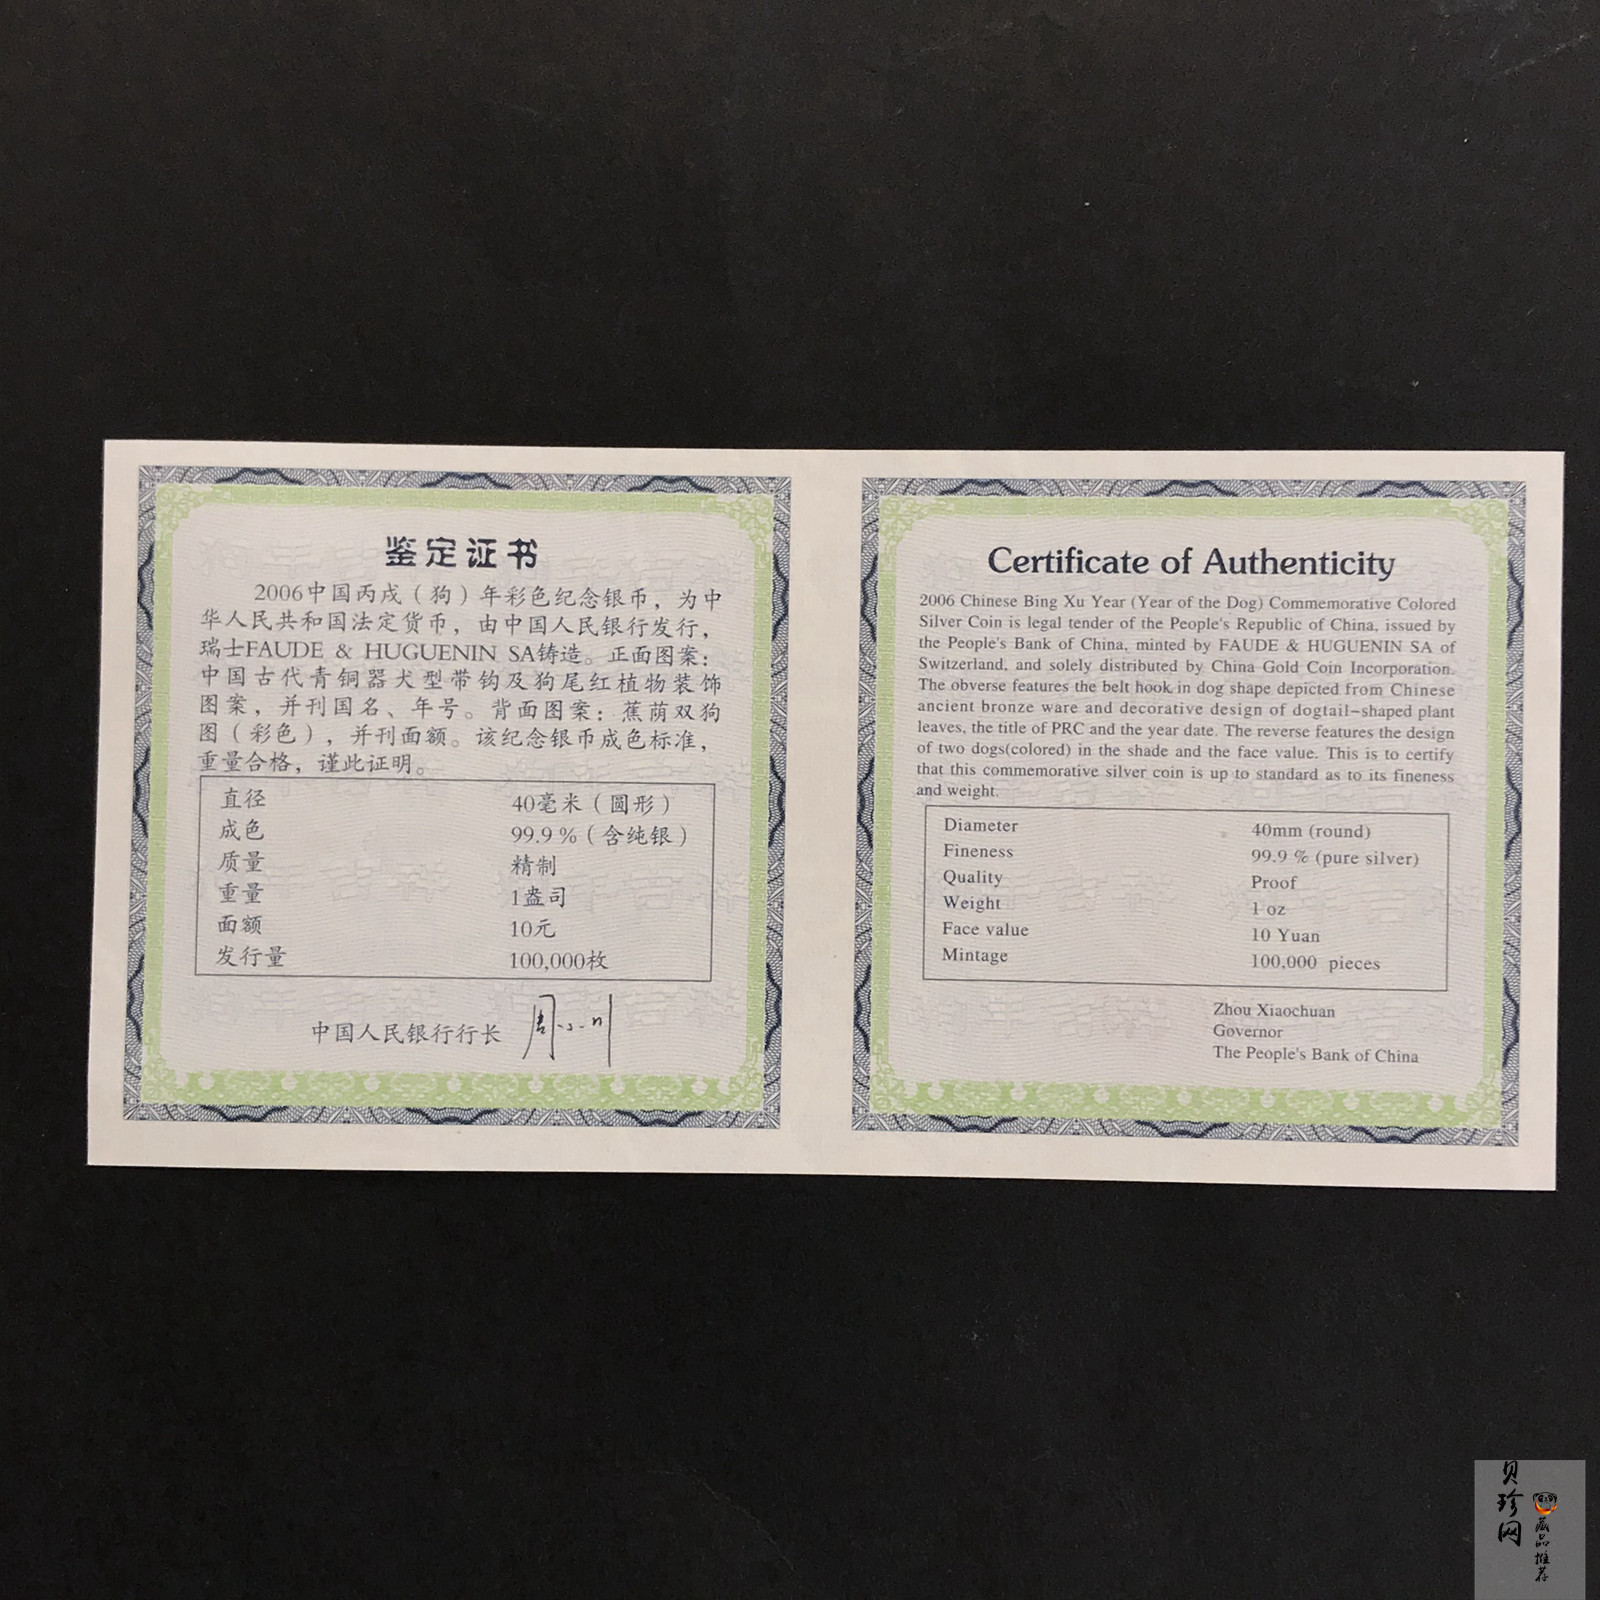 鉴定证书
2006中国丙戌（狗）年彩色纪念银币，为中
华人民共和国法定货币，由中国人民银行发行，
瑞士FAUDE & HUGUENIN SA铸造。正面图案：
中国古代青铜器犬型带钩及狗尾红植物装饰
图案，并刊国名、年号。背面图案：蕉荫双狗
图（彩色），并刊面额。该纪念银币成色标准，
重量合格，谨此证明。
直径 40毫米（圆形）
成色 99.9%（含纯银）
质量 精制
重量 1盎司
面额 10元
发行量 100,000枚
中国人民银行行长 周小川
Certificate of Authenticity
2006 Chinese Bing Xu Year (Year of the Dog) Commemorative Colored
Silver Coin is legal tender of the People's Republic of China, issued by
the People's Bank of China, minted by FAUDE & HUGUENIN SA of
Switzerland, and solely distributed by China Gold Coin Incorporation.
The obverse features the belt hook in dog shape depicted from Chinese
ancient bronze ware and decorative design of dogtail-shaped plant
leaves, the title of PRC and the year date. The reverse features the design
of two dogs(colored) in the shade and the face value. This is to certify
that this commemorative silver coin is up to standard as to its fineness
and weight.
Diameter 40mm (round)
Fineness 99.9 % (pure silver)
Quality Proof
Weight 1 oz
Face value 10 Yuan
Mintage 100,000 pieces
Zhou Xiaochuan
Governor
The People's Bank of China
贝珍网
藏品推荐